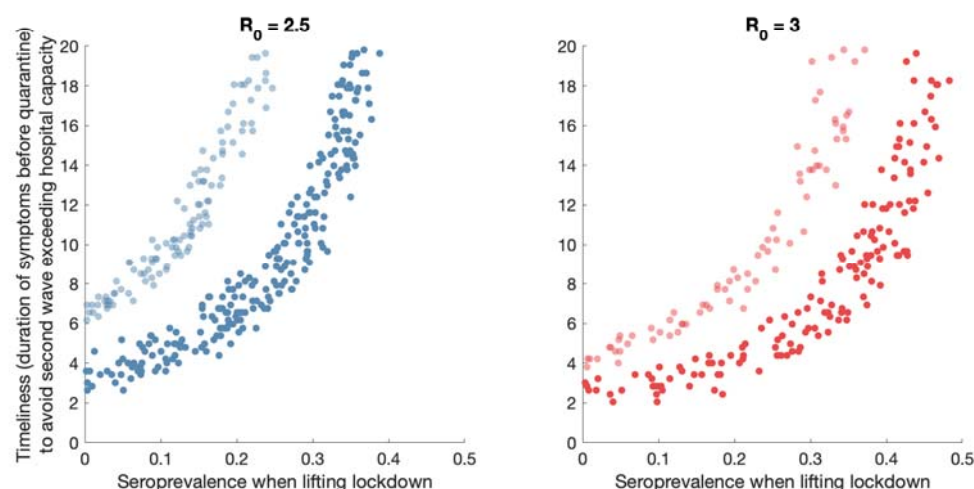 R0 = 2.5
Timeliness (duration of symptoms before quarantine)
to avoid second wave exceeding hospital capacity
20
18
16
14
12
10
8
6
4
2
0
0 0.1 0.2 0.3 0.4 0.5
Seroprevalence when lifting lockdown
R0 = 3
20
18
16
14
12
10
8
6
4
2
0
0 0.1 0.2 0.3 0.4 0.5
Seroprevalence when lifting lockdown